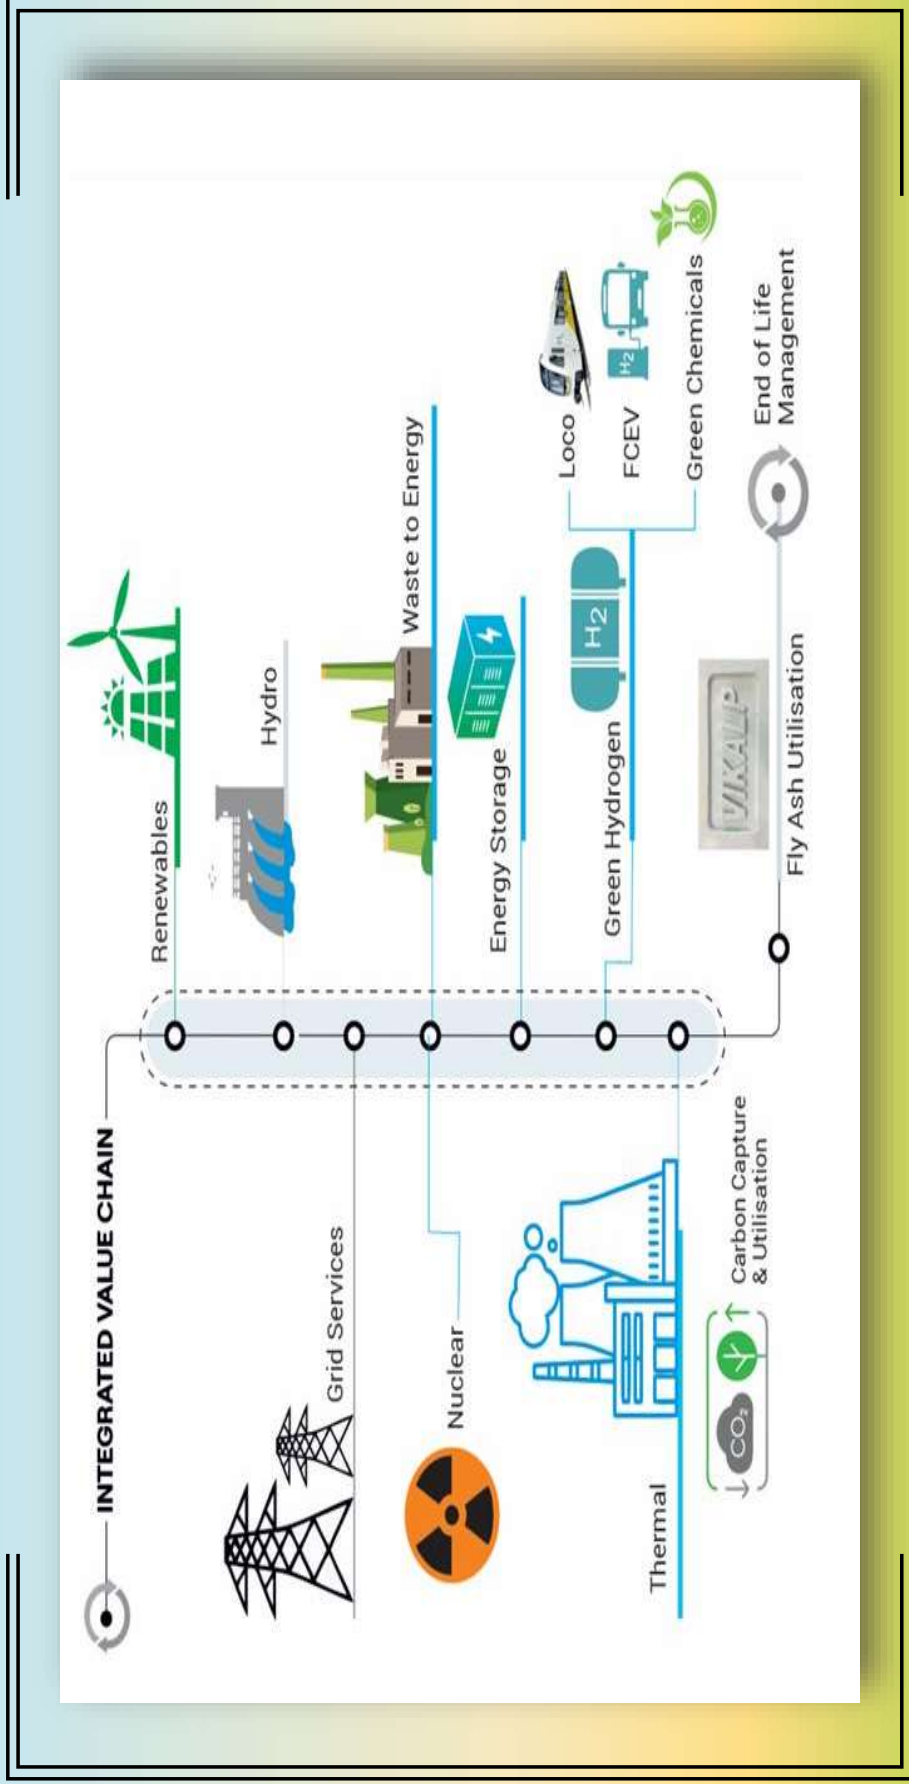 INTEGRATED VALUE CHAIN
Renewables
Hydro
Grid Services
Waste to Energy
Nuclear
Energy Storage
Green Hydrogen
H2
Loco
FCEV
H2
Green Chemicals
Thermal
CO2
Carbon Capture
& Utilisation
VIKALP
Fly Ash Utilisation
End of Life
Management